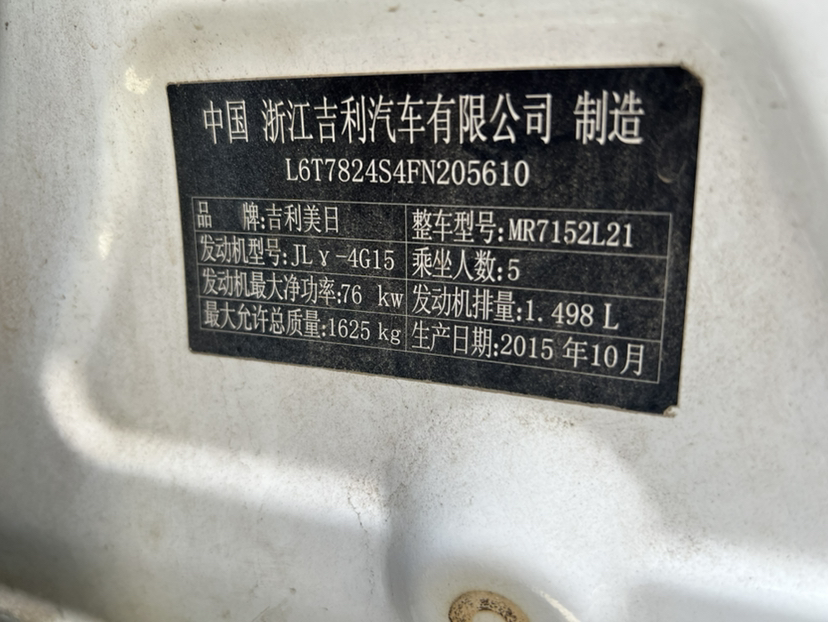 中国 浙江吉利汽车有限公司 制造
L6T7824S4FN205610
品 牌:吉利美日 整车型号:MR7152L21
发动机型号:JLγ-4G15 乘坐人数:5
发动机最大净功率:76 kw 发动机排量:1.498 L
最大允许总质量:1625 kg 生产日期:2015 年10月